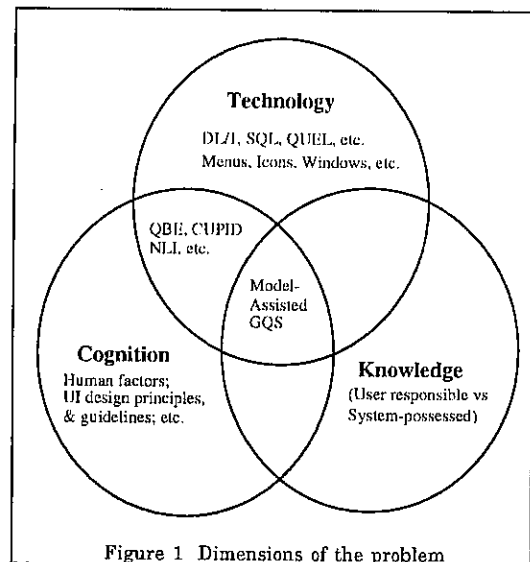 Technology
DL/I, SQL, QUEL, etc.
Menus, Icons, Windows, etc.
QBE, CUPID
NLI, etc.
Model-
Assisted
GQS
Cognition
Human factors;
UI design principles,
& guidelines; etc.
Knowledge
(User responsible vs
System-possessed)
Figure 1 Dimensions of the problem